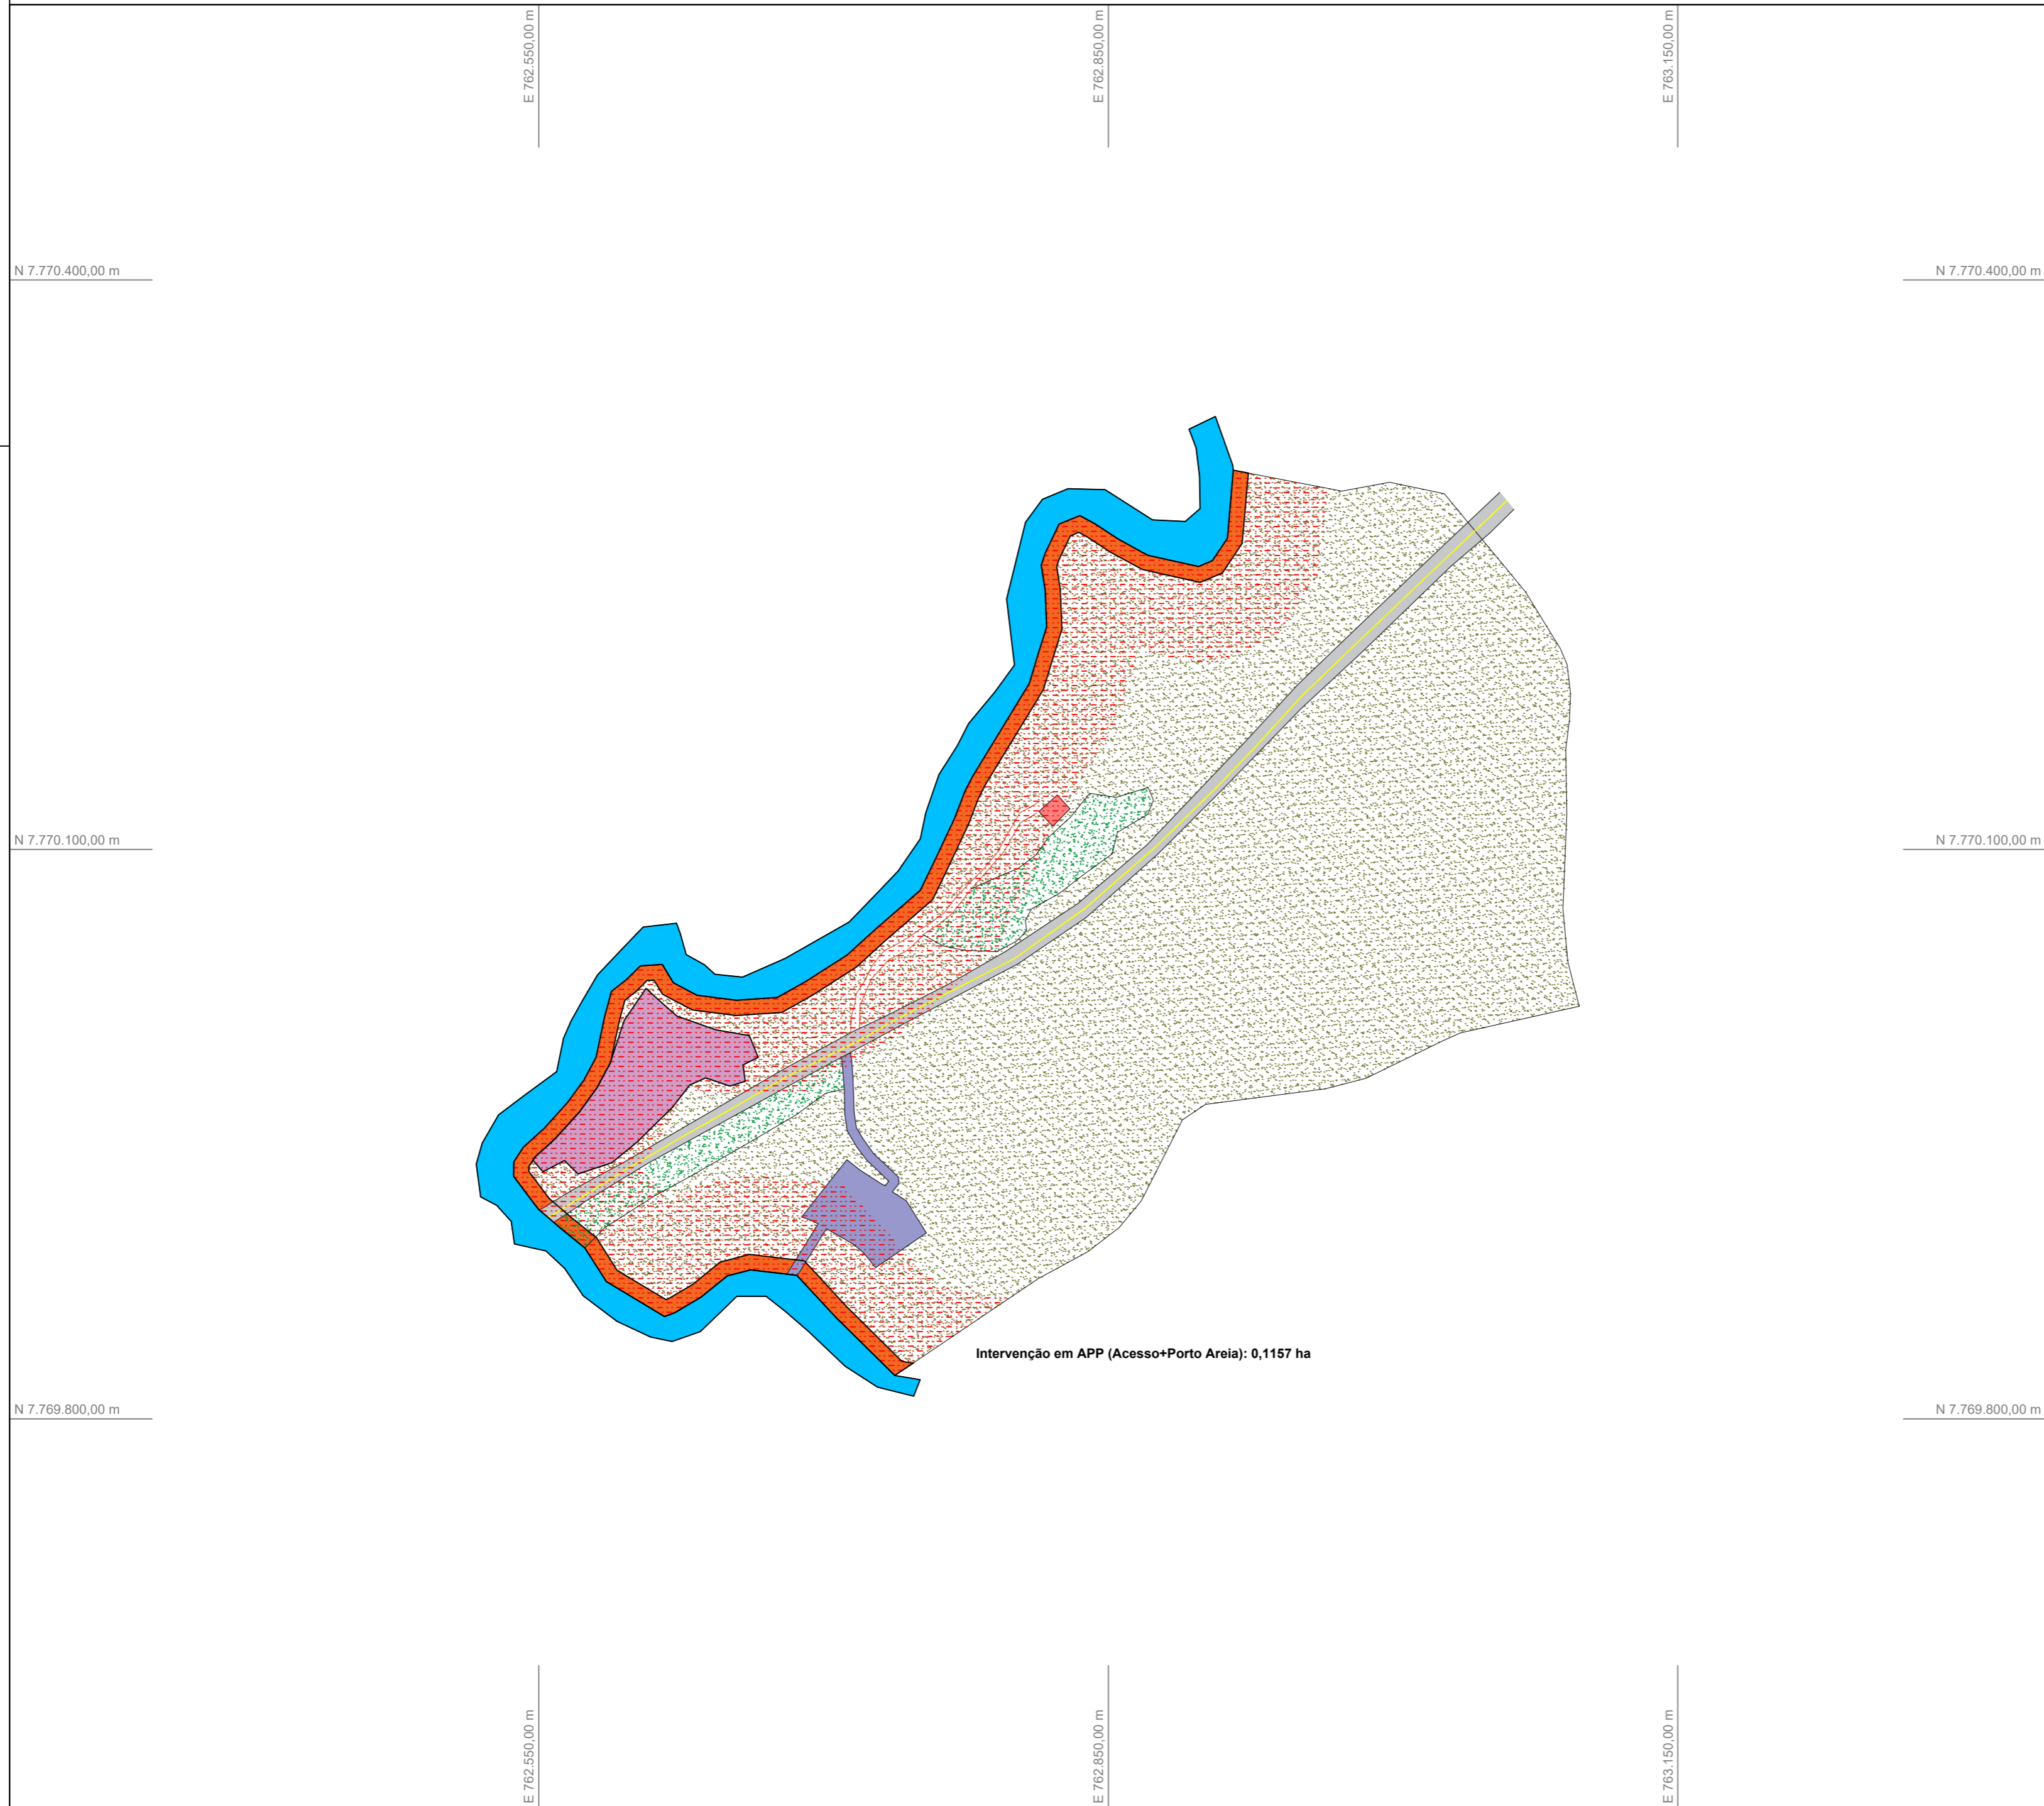 E 762.550,00 m
E 762.850,00 m
E 763.150,00 m
N 7.770.400,00 m
N 7.770.400,00 m
N 7.770.100,00 m
N 7.770.100,00 m
Intervenção em APP (Acesso+Porto Areia): 0,1157 ha
N 7.769.800,00 m
N 7.769.800,00 m
E 762.550,00 m
E 762.850,00 m
E 763.150,00 m